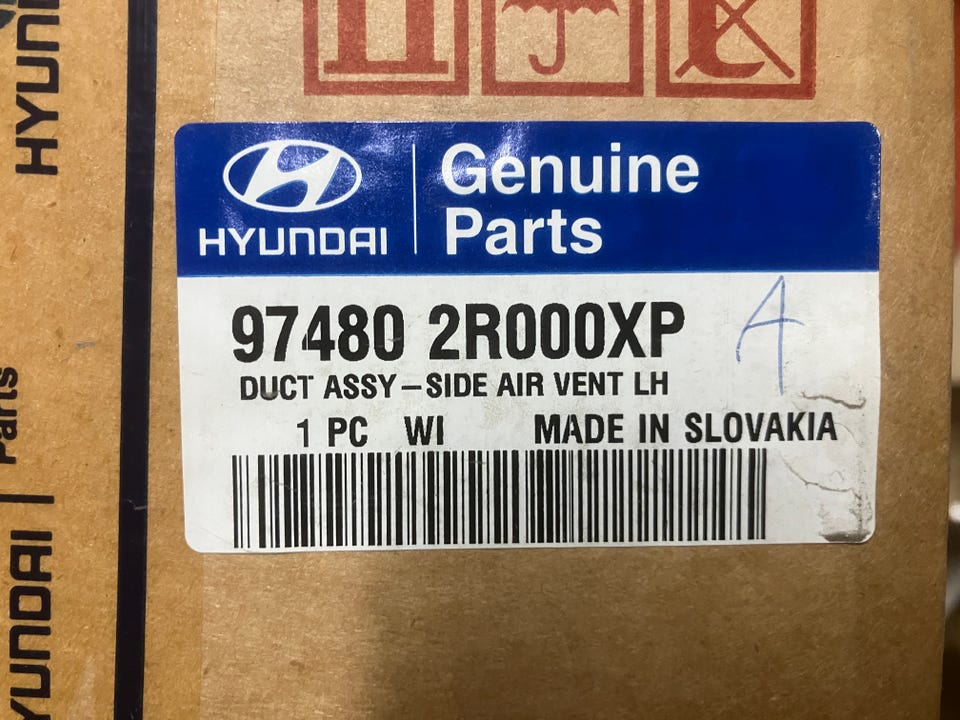 HYUNDAI
Genuine
Parts
97480 2R000XP
A
DUCT ASSY-SIDE AIR VENT LH
1 PC WI MADE IN SLOVAKIA
HYUNDAI
Parts
HYUN